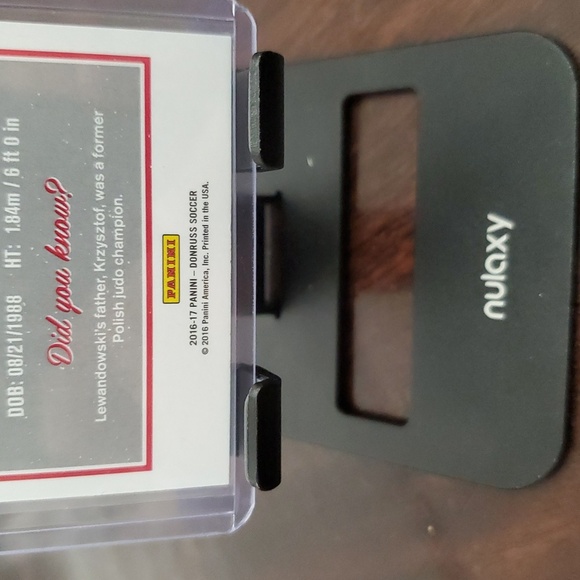 DOB: 08/21/1988 HT: 1.84m / 6 ft 0 in
Did you know?
Lewandowski's father, Krzysztof, was a former
Polish judo champion.
PANINI
2016-17 PANINI – DONRUSS SOCCER
© 2016 Panini America, Inc. Printed in the USA.
nulaxy